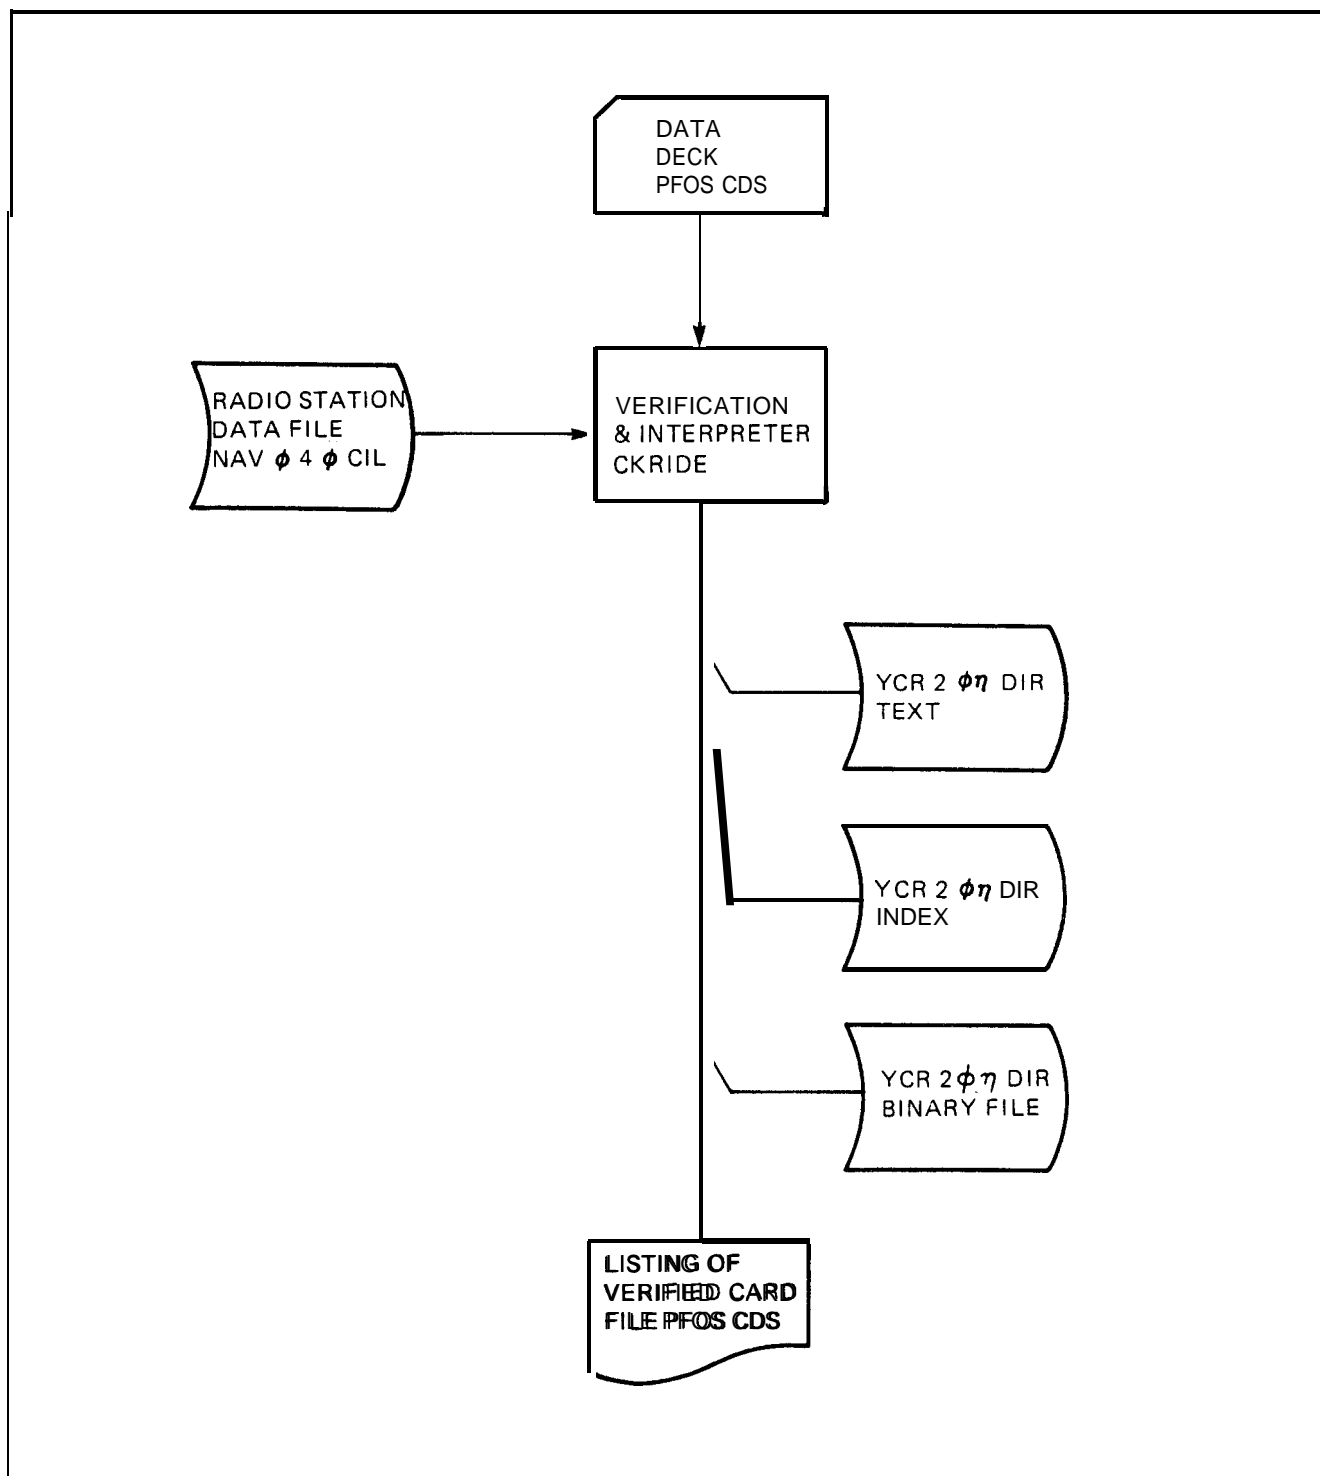 DATA
DECK
PFOS CDS
RADIO STATION
DATA FILE
NAV ϕ 4 ϕ CIL
VERIFICATION
& INTERPRETER
CKRIDE
YCR 2 ϕη DIR
TEXT
YCR 2 ϕη DIR
INDEX
YCR 2 ϕ η DIR
BINARY FILE
LISTING OF
VERIFIED CARD
FILE PFOS CDS